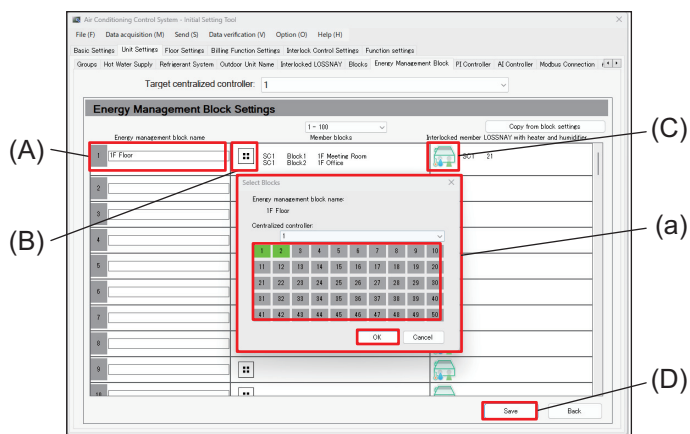 Air Conditioning Control System - Initial Setting Tool
File (F) Data acquisition (M) Send (S) Data verification (V) Option (O) Help (H)
Basic Settings Unit Settings Floor Settings Billing Function Settings Interlock Control Settings Function settings
Groups Hot Water Supply Refrigerant System Outdoor Unit Name Interlocked LOSSNAY Blocks Energy Management Block PI Controller AI Controller Modbus Connection
Target centralized controller: 1
Energy Management Block Settings
1 - 100 Copy from block settings
Energy management block name Member blocks Interlocked member LOSSNAY with heater and humidifier
(A)
(B)
(C)
(a)
(D)
1 1F Floor SC1 Block1 1F Meeting Room SC1 21
SC1 Block2 1F Office
2
3
4
5
6
7
8
9
10
Select Blocks
Energy management block name:
1F Floor
Centralized controller:
1
1 2 3 4 5 6 7 8 9 10
11 12 13 14 15 16 17 18 19 20
21 22 23 24 25 26 27 28 29 30
31 32 33 34 35 36 37 38 39 40
41 42 43 44 45 46 47 48 49 50
OK Cancel
Save Back